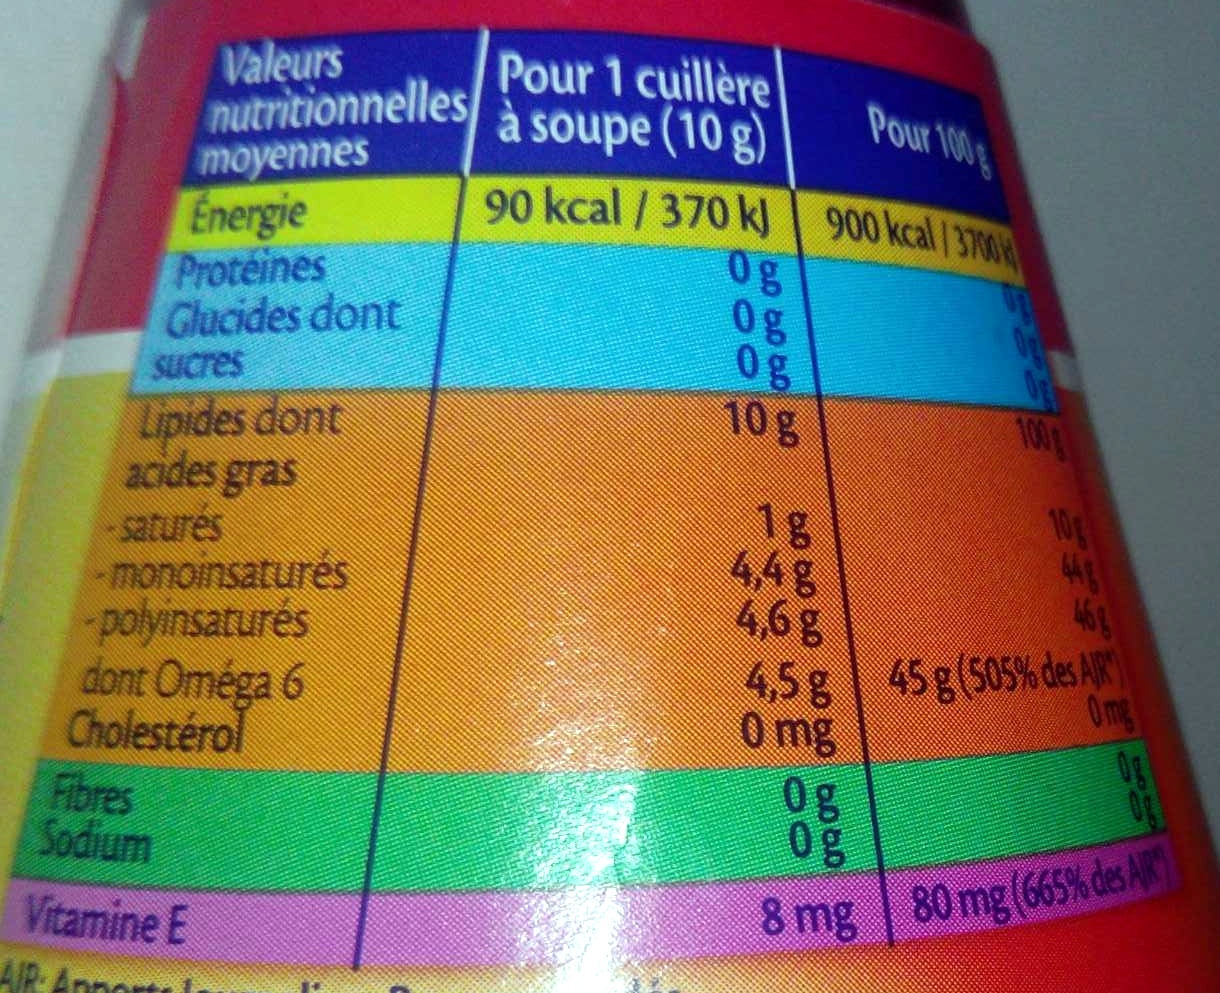 Valeurs nutritionnelles moyennes Pour 1 cuillère à soupe (10 g) Pour 100 g
Énergie 90 kcal / 370 kJ 900 kcal / 3700 kJ
Protéines 0 g 0 g
Glucides dont 0 g 0 g
sucres 0 g 0 g
Lipides dont 10 g 100 g
acides gras
- saturés 1 g 10 g
- monoinsaturés 4,4 g 44 g
- polyinsaturés 4,6 g 46 g
dont Oméga 6 4,5 g 45 g (505% des AJR*)
Cholestérol 0 mg 0 mg
Fibres 0 g 0 g
Sodium 0 g 0 g
Vitamine E 8 mg 80 mg (665% des AJR*)
AJR: Apports